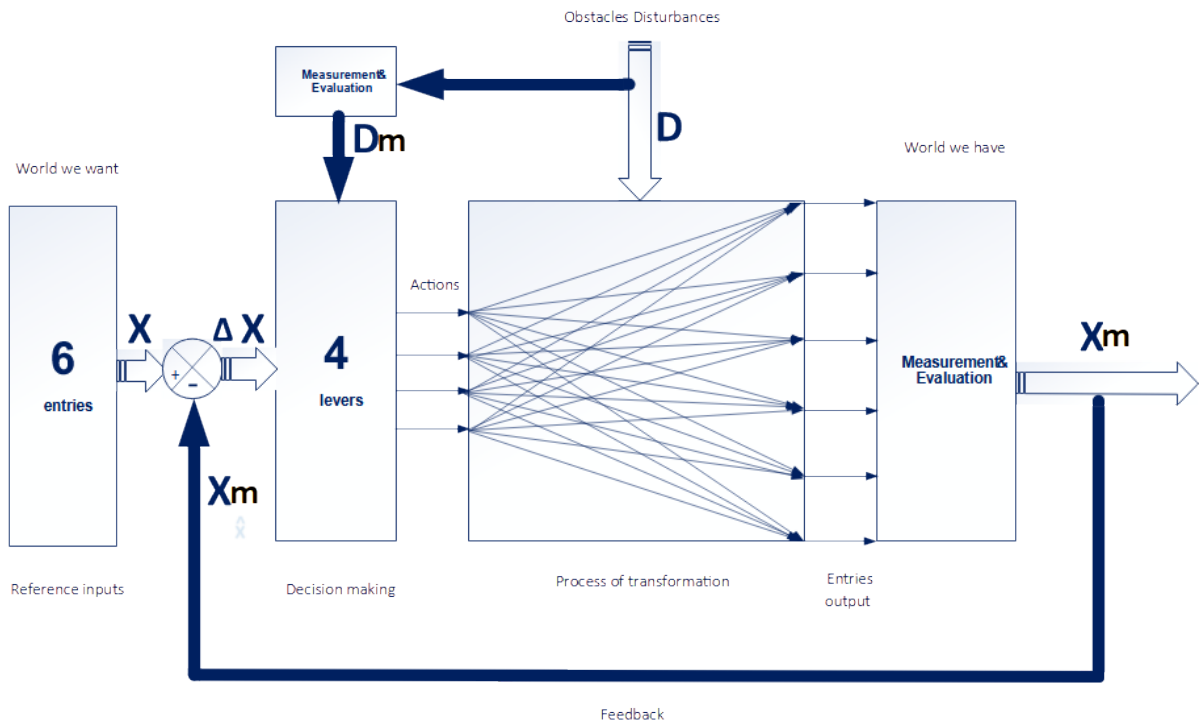 Obstacles Disturbances
Measurement&
Evaluation
D
Dm
World we want
World we have
Actions
X
Δ X
6
entries
4
levers
+
-
Measurement&
Evaluation
Xm
Xm
x̂
Reference inputs
Decision making
Process of transformation
Entries
output
Feedback